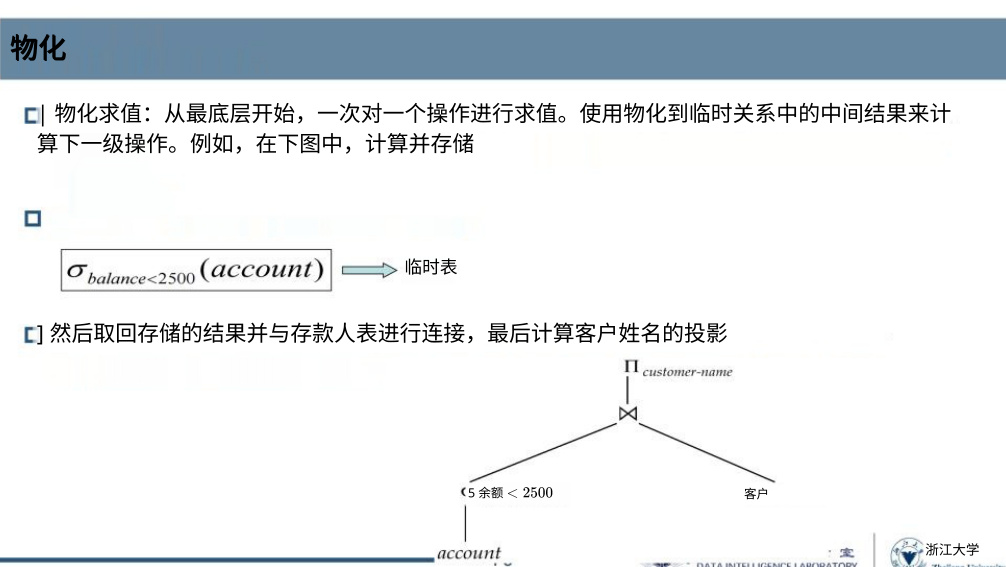 物化
物化求值：从最底层开始，一次对一个操作进行求值。使用物化到临时关系中的中间结果来计
算下一级操作。例如，在下图中，计算并存储
σ balance<2500 (account)
临时表
] 然后取回存储的结果并与存款人表进行连接，最后计算客户姓名的投影
Π customer-name
⋈
5 余额 < 2500
客户
account
室
DATA INTELLIGENCE LABORATORY
浙江大学